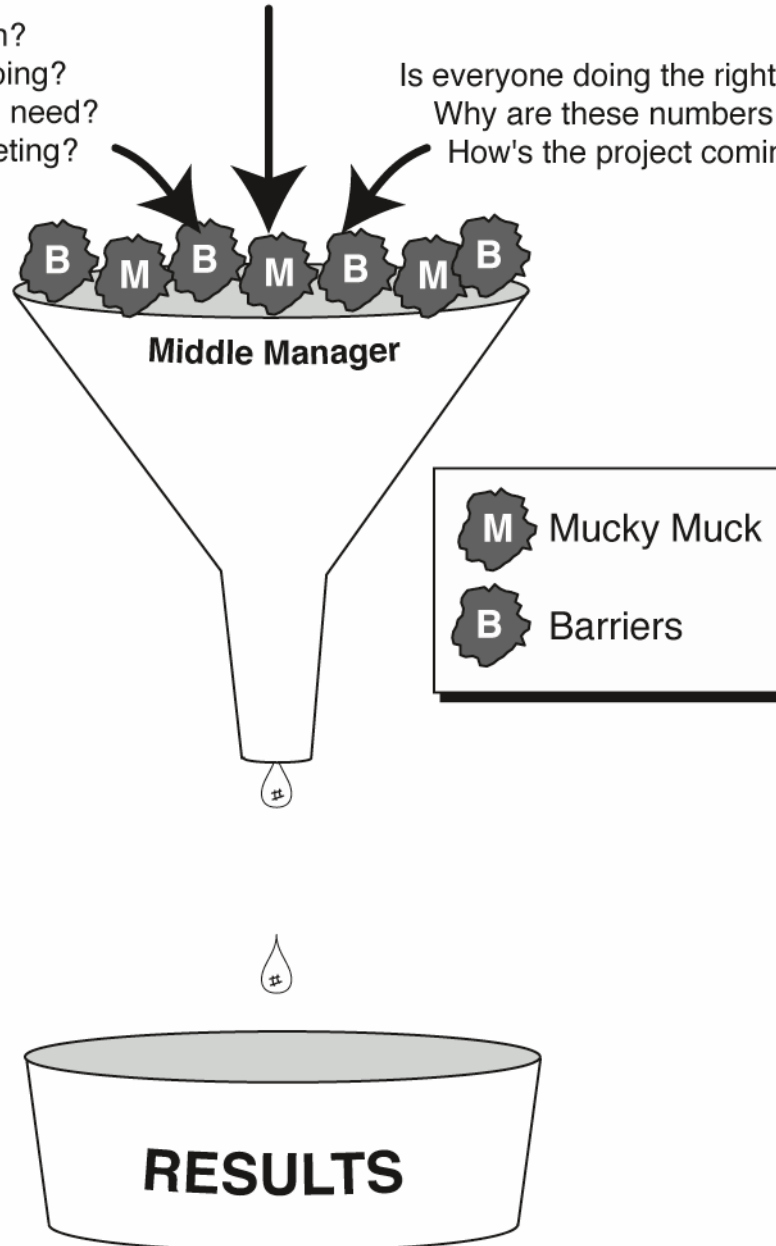 n?
oing?
need?
eting?
Is everyone doing the right
Why are these numbers
How's the project comin
B M B M B M B
Middle Manager
M Mucky Muck
B Barriers
#
#
RESULTS